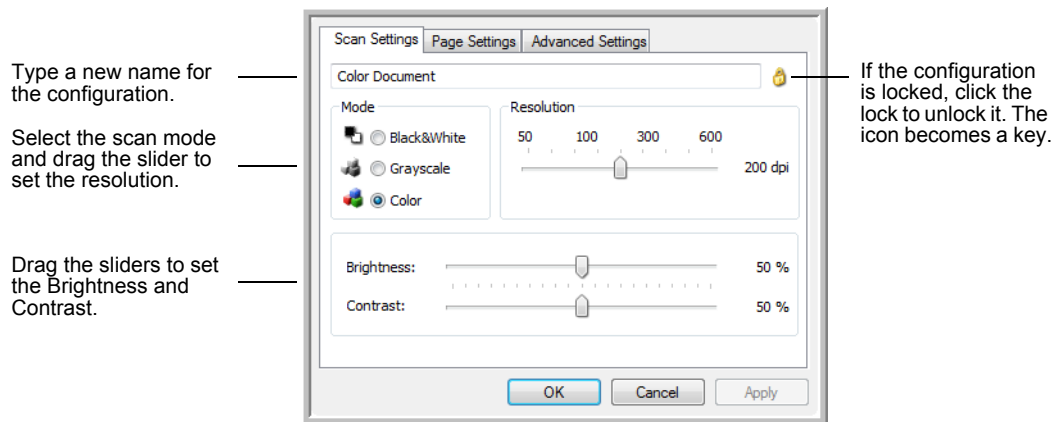 Scan Settings Page Settings Advanced Settings
Type a new name for
the configuration.
Color Document
If the configuration
is locked, click the
lock to unlock it. The
icon becomes a key.
Select the scan mode
and drag the slider to
set the resolution.
Mode
Black&White
Grayscale
Color
Resolution
50 100 300 600
200 dpi
Drag the sliders to set
the Brightness and
Contrast.
Brightness: 50 %
Contrast: 50 %
OK Cancel Apply